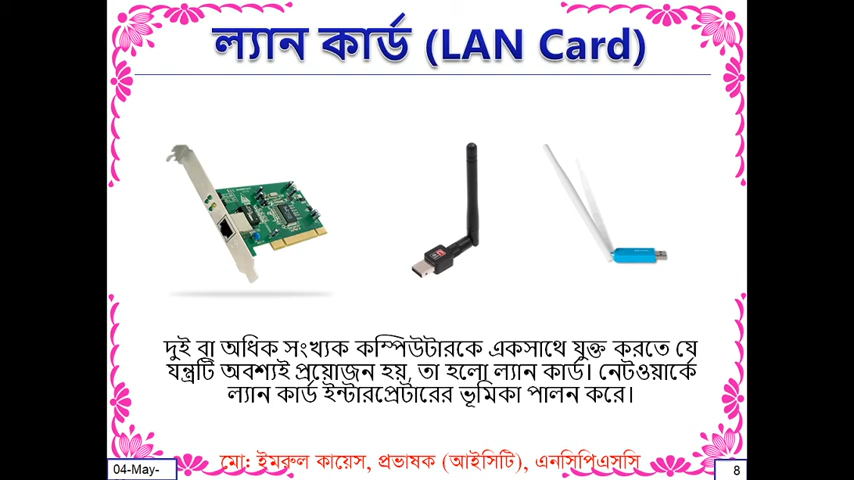 ল্যান কার্ড (LAN Card)
দুই বা অধিক সংখ্যক কম্পিউটারকে একসাথে যুক্ত করতে যে
যন্ত্রটি অবশ্যই প্রয়োজন হয়, তা হলো ল্যান কার্ড। নেটওয়ার্কে
ল্যান কার্ড ইন্টারপ্রেটারের ভূমিকা পালন করে।
মো: ইমরুল কায়েস, প্রভাষক (আইসিটি), এনসিপিএসসি
04-May-
8